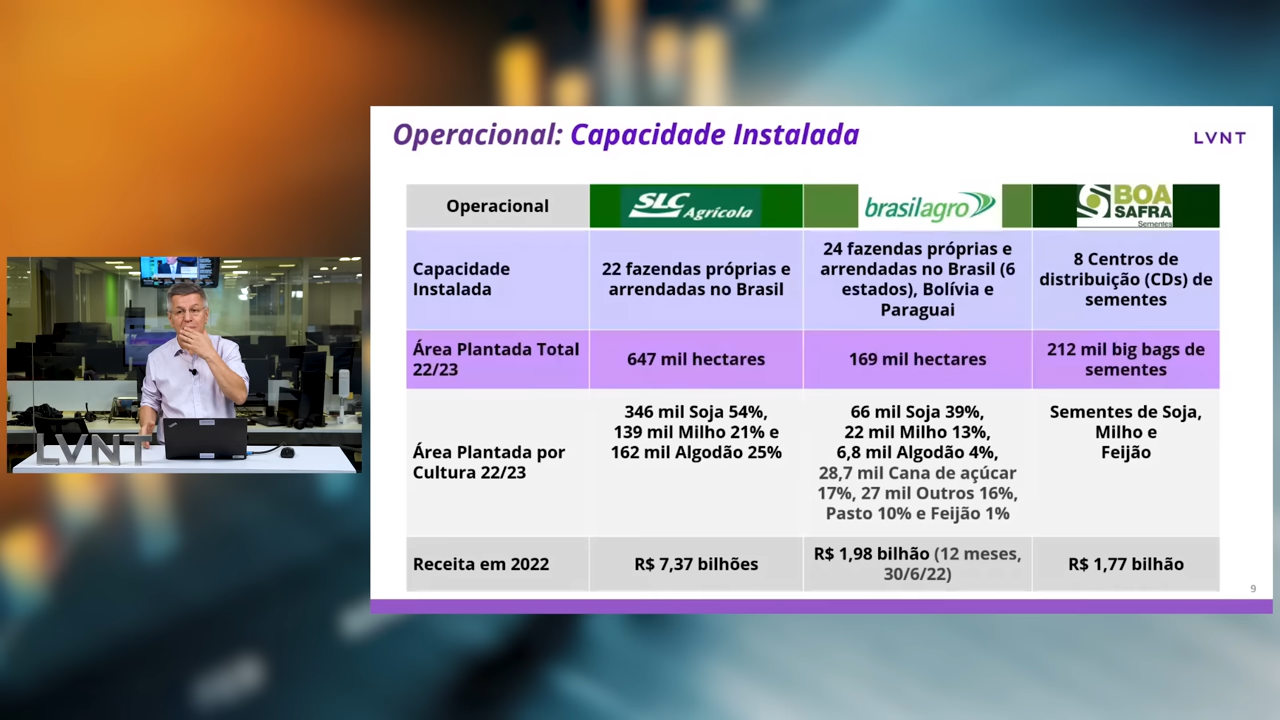 Operacional: Capacidade Instalada
LVNT
Operacional
SLC Agrícola
brasilagro
BOA SAFRA
Sementes
Capacidade
Instalada
22 fazendas próprias e
arrendadas no Brasil
24 fazendas próprias e
arrendadas no Brasil (6
estados), Bolívia e
Paraguai
8 Centros de
distribuição (CDs) de
sementes
Área Plantada Total
22/23
647 mil hectares
169 mil hectares
212 mil big bags de
sementes
Área Plantada por
Cultura 22/23
346 mil Soja 54%,
139 mil Milho 21% e
162 mil Algodão 25%
66 mil Soja 39%,
22 mil Milho 13%,
6,8 mil Algodão 4%,
28,7 mil Cana de açúcar
17%, 27 mil Outros 16%,
Pasto 10% e Feijão 1%
Sementes de Soja,
Milho e
Feijão
Receita em 2022
R$ 7,37 bilhões
R$ 1,98 bilhão (12 meses,
30/6/22)
R$ 1,77 bilhão
9
LVNT